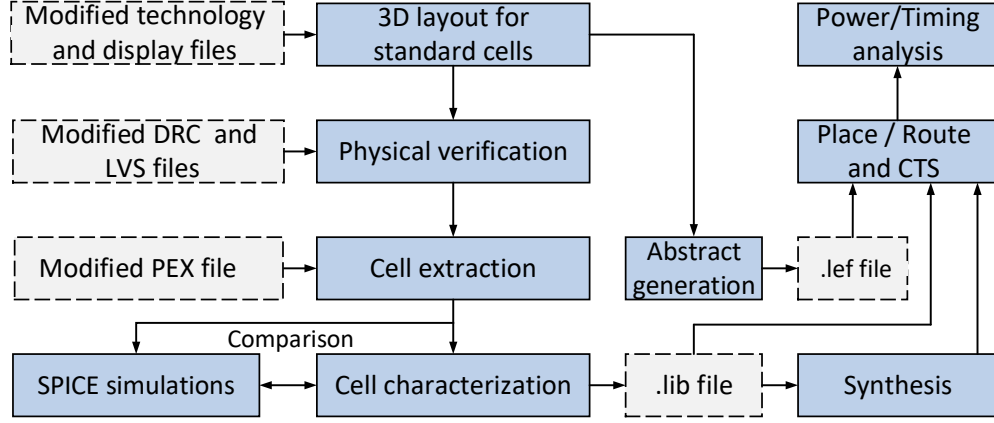 Modified technology
and display files
3D layout for
standard cells
Power/Timing
analysis
Modified DRC and
LVS files
Physical verification
Place / Route
and CTS
Modified PEX file
Cell extraction
Abstract
generation
.lef file
Comparison
SPICE simulations
Cell characterization
.lib file
Synthesis